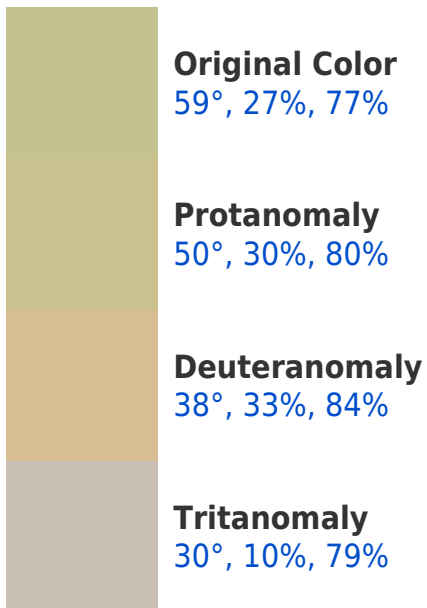 Original Color
59°, 27%, 77%
Protanomaly
50°, 30%, 80%
Deuteranomaly
38°, 33%, 84%
Tritanomaly
30°, 10%, 79%